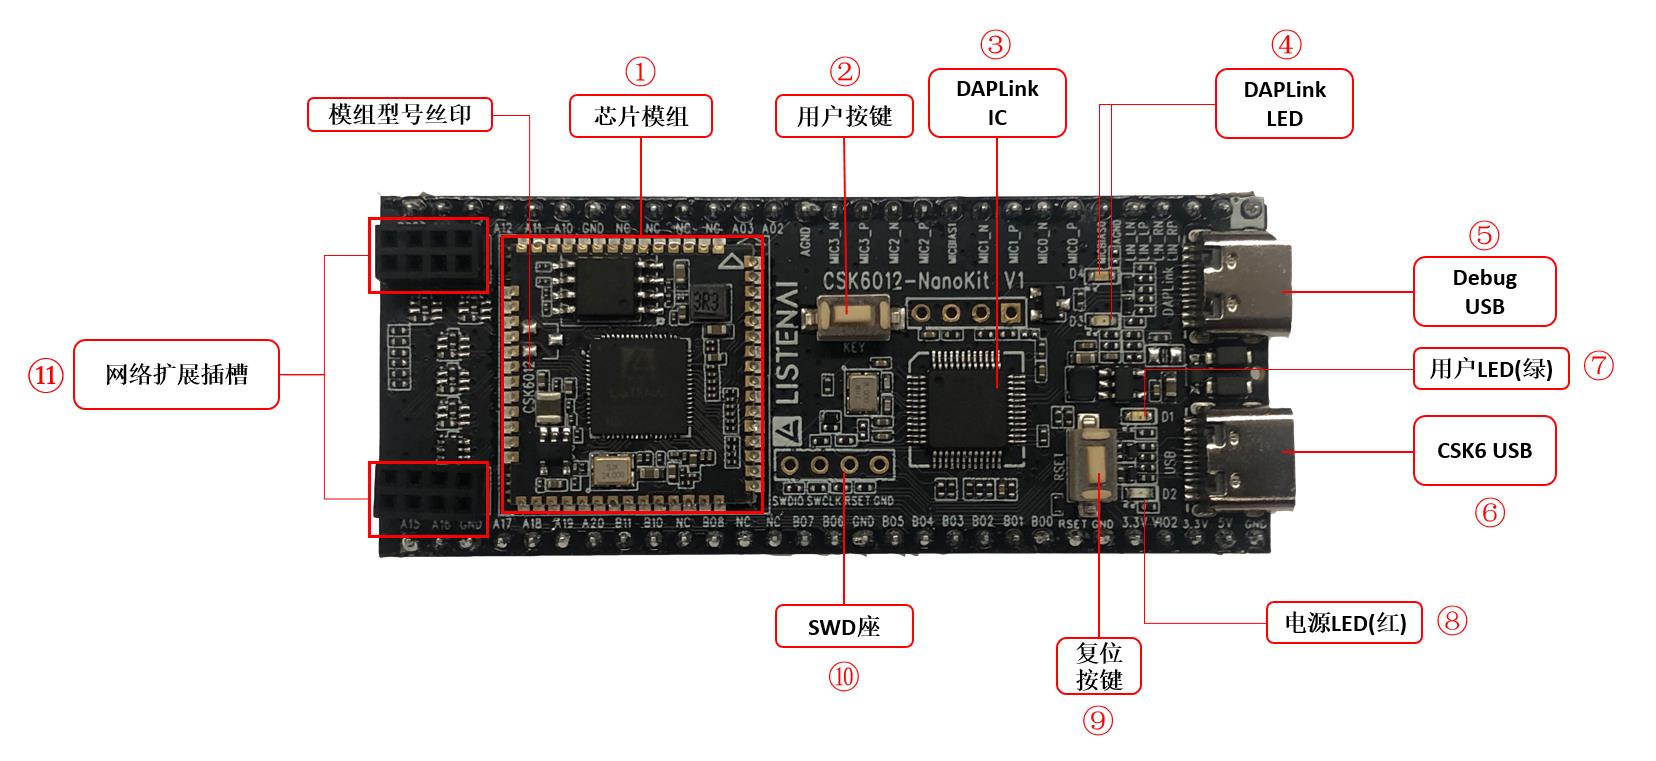 ①
②
③
④
模组型号丝印
芯片模组
用户按键
DAPLink
IC
DAPLink
LED
A12 A11 A10 GND NC NC NC NC A03 A02
AGND
MIC3_N
MIC3_P
MIC2_N
MIC2_P
MICBIAS1
MIC1_N
MIC1_P
MIC0_N
MIC0_P
MICBIAS0
AGND
LIN_LN
LIN_LP
LIN_RN
LIN_RP
CSK6012-NanoKit V1
D4
D3
DAPLink
3R3
KEY
LISTENAI
CSK6012
⑤
Debug
USB
⑦
用户LED(绿)
D1
CSK6 USB
⑥
USB
D2
RSET
⑪
网络扩展插槽
SWDIO SWCLK RSET GND
A15 A16 GND A17 A18 A19 A20 B11 B10 NC B08 NC NC B07 B06 GND B05 B04 B03 B02 B01 B00 RSET GND 3.3V VIO2 3.3V 5V GND
SWD座
⑩
电源LED(红)
⑧
复位
按键
⑨